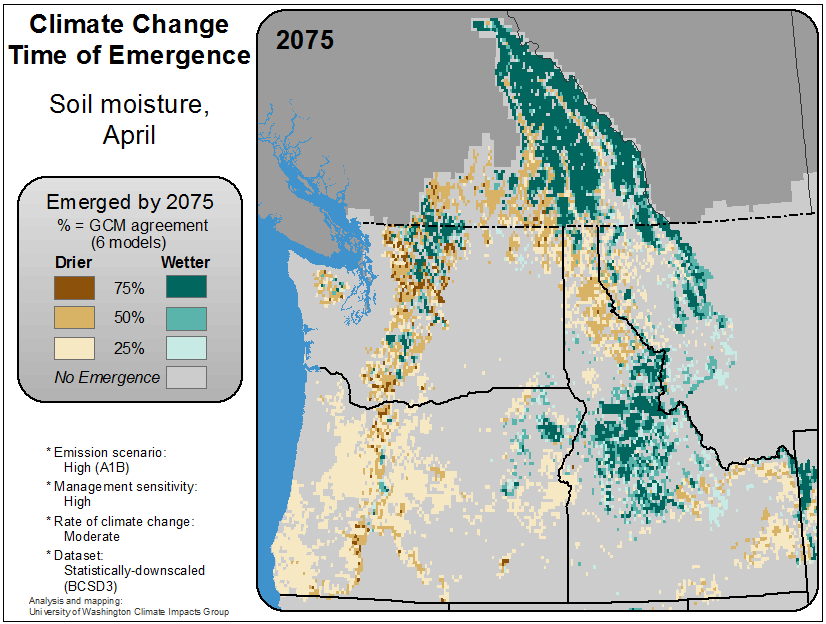 Climate Change
Time of Emergence
Soil moisture,
April
Emerged by 2075
% = GCM agreement
(6 models)
Drier Wetter
75%
50%
25%
No Emergence
* Emission scenario:
High (A1B)
* Management sensitivity:
High
* Rate of climate change:
Moderate
* Dataset:
Statistically-downscaled
(BCSD3)
Analysis and mapping:
University of Washington Climate Impacts Group
2075